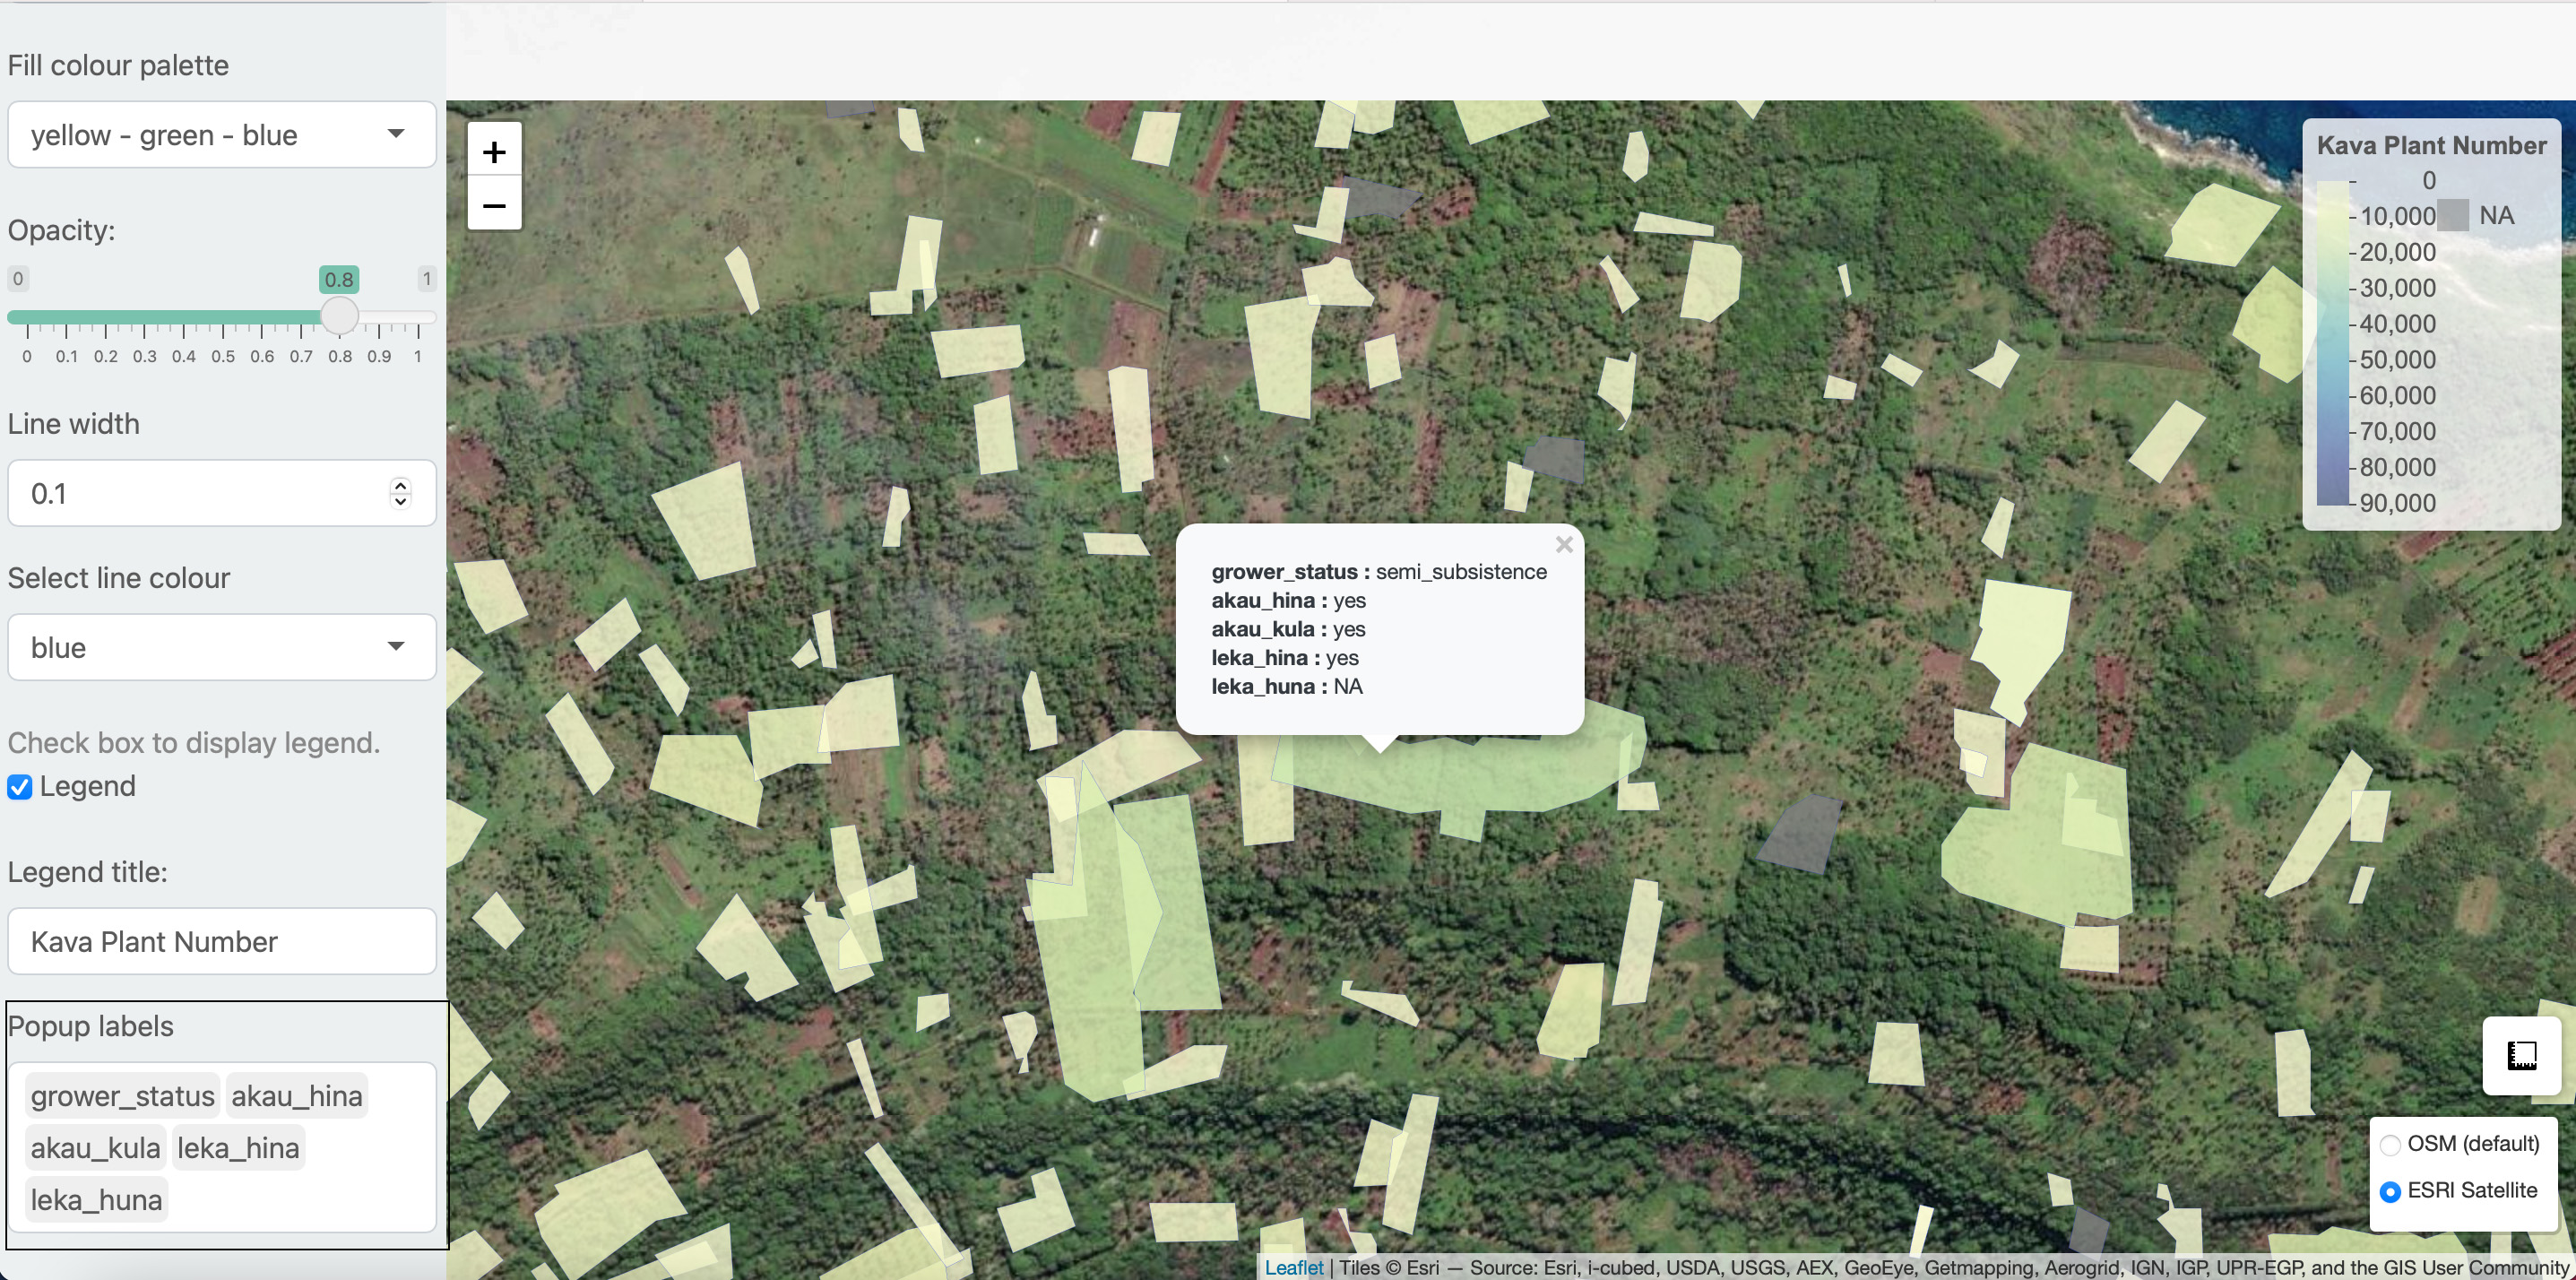 Fill colour palette
yellow - green - blue
Opacity:
0 0.8 1
0 0.1 0.2 0.3 0.4 0.5 0.6 0.7 0.8 0.9 1
Line width
0.1
Select line colour
blue
Check box to display legend.
Legend
Legend title:
Kava Plant Number
Popup labels
grower_status akau_hina
akau_kula leka_hina
leka_huna
+
−
grower_status : semi_subsistence
akau_hina : yes
akau_kula : yes
leka_hina : yes
leka_huna : NA
×
Kava Plant Number
0
10,000 NA
20,000
30,000
40,000
50,000
60,000
70,000
80,000
90,000
OSM (default)
ESRI Satellite
Leaflet | Tiles © Esri — Source: Esri, i-cubed, USDA, USGS, AEX, GeoEye, Getmapping, Aerogrid, IGN, IGP, UPR-EGP, and the GIS User Community